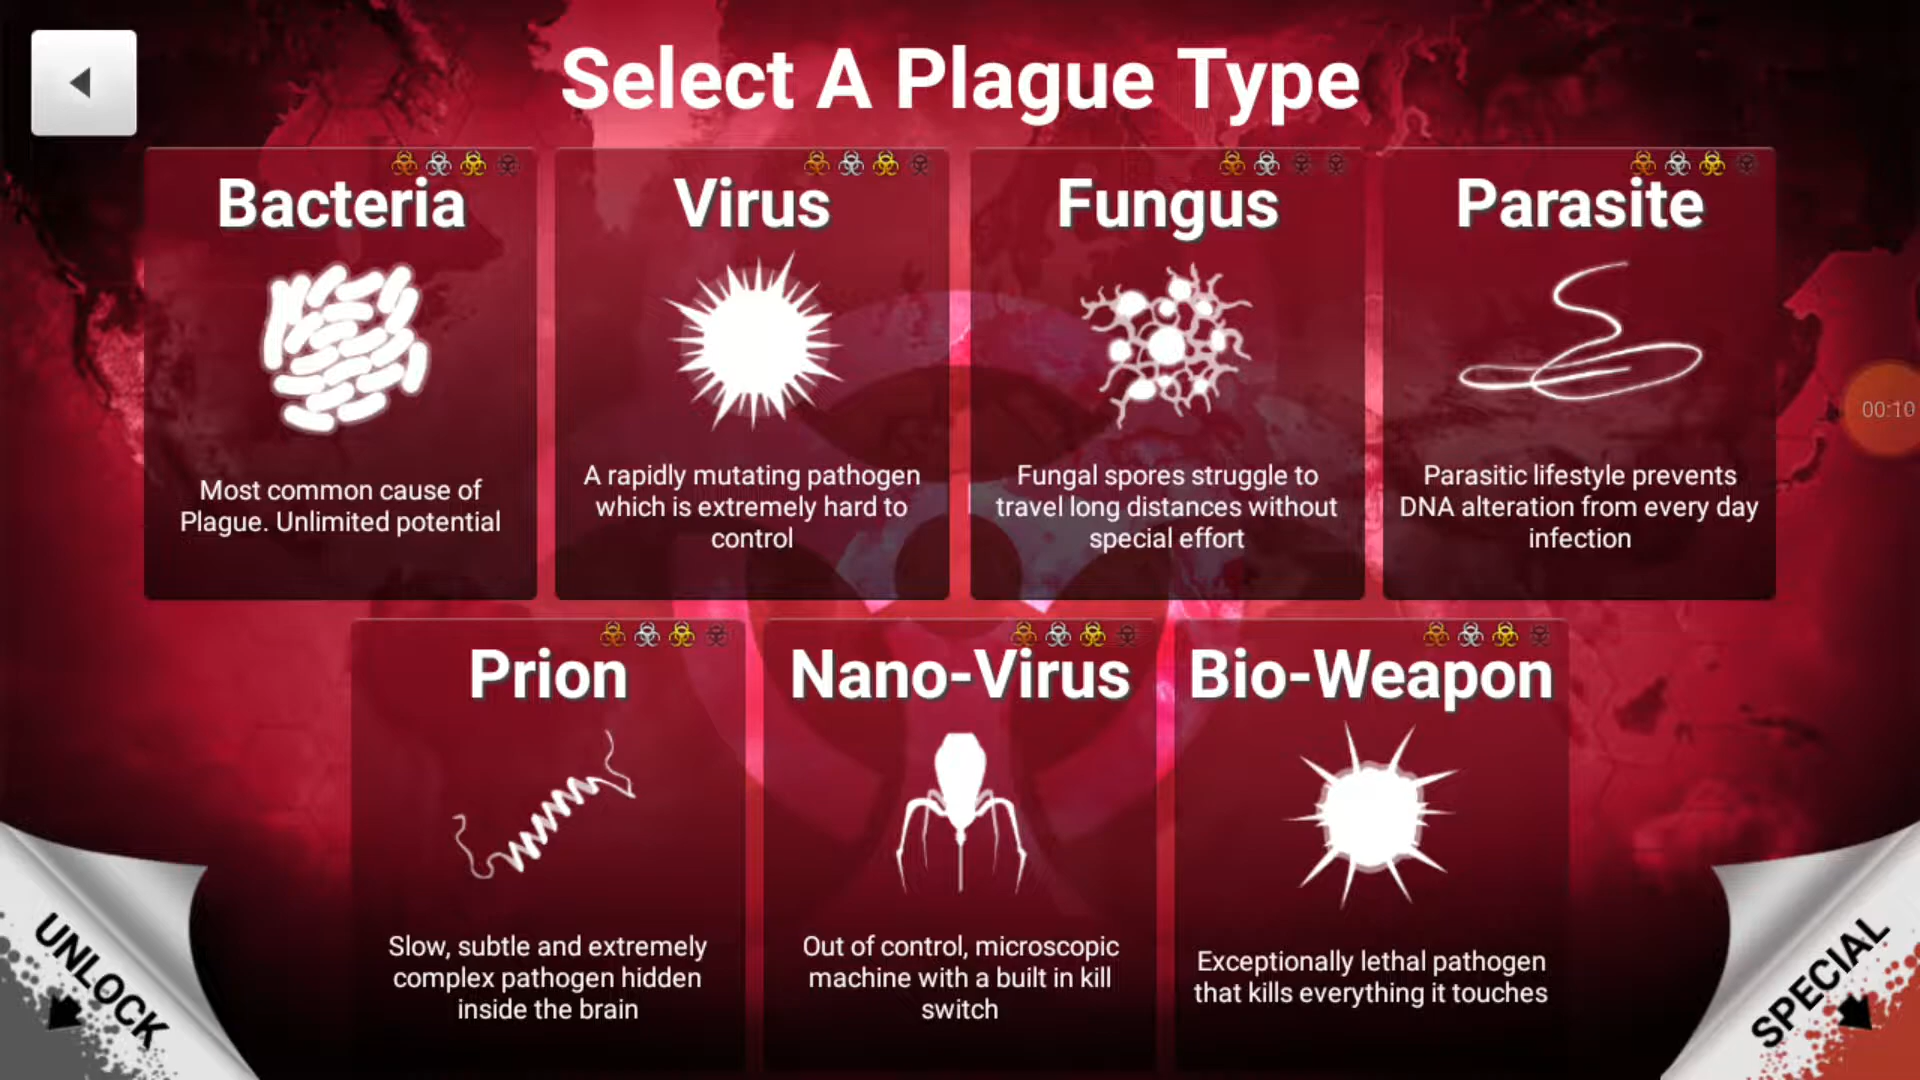 Select A Plague Type
Bacteria
Most common cause of
Plague. Unlimited potential
Virus
A rapidly mutating pathogen
which is extremely hard to
control
Fungus
Fungal spores struggle to
travel long distances without
special effort
Parasite
Parasitic lifestyle prevents
DNA alteration from every day
infection
00:10
Prion
Slow, subtle and extremely
complex pathogen hidden
inside the brain
Nano-Virus
Out of control, microscopic
machine with a built in kill
switch
Bio-Weapon
Exceptionally lethal pathogen
that kills everything it touches
UNLOCK
SPECIAL